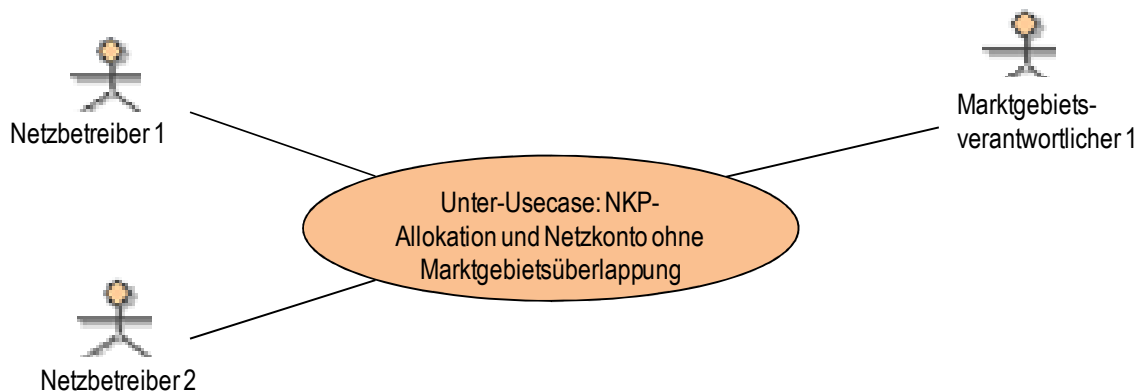 Netzbetreiber 1
Marktgebiets-
verantwortlicher 1
Unter-Usecase: NKP-
Allokation und Netzkonto ohne
Marktgebietsüberlappung
Netzbetreiber 2